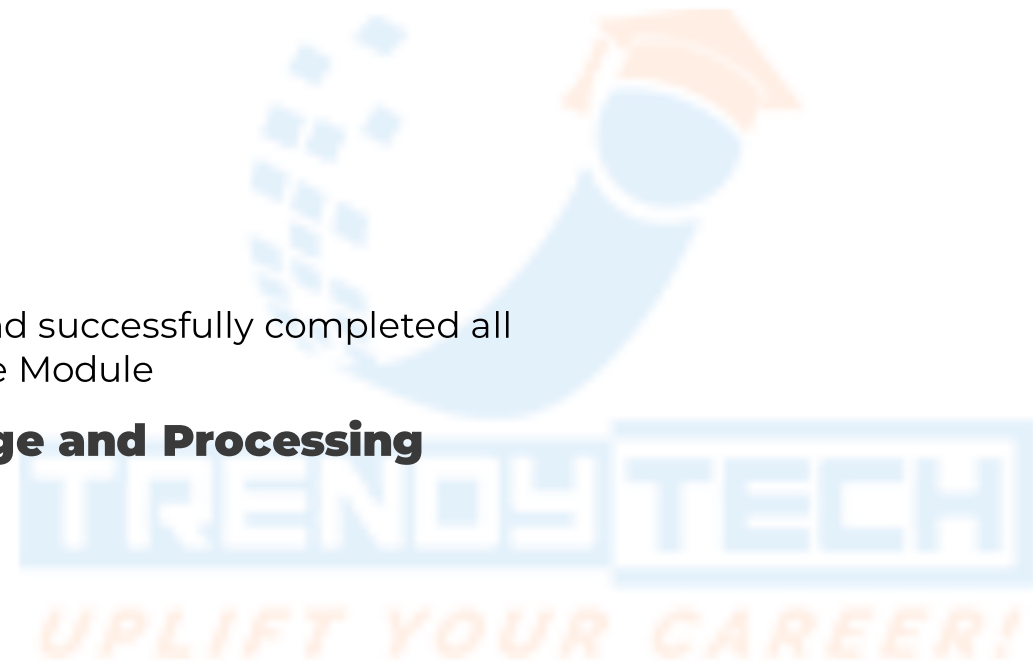 nd successfully completed all
e Module
ge and Processing
TRENDYTECH
UPLIFT YOUR CAREER!